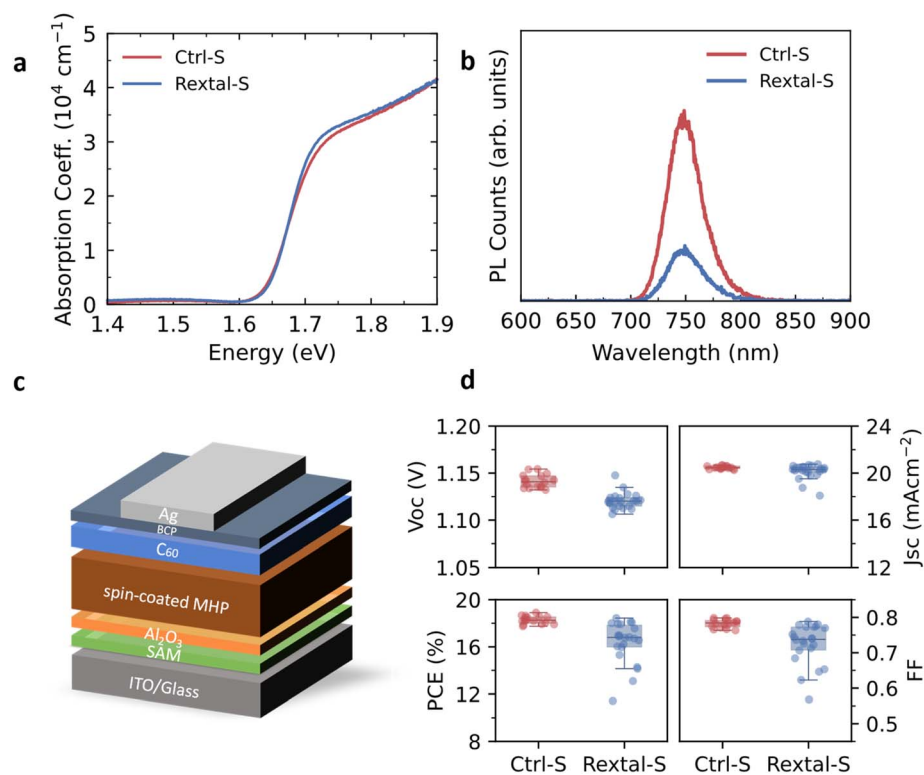 a
Ctrl-S
Rextal-S
Absorption Coeff. (10⁴ cm⁻¹)
5
4
3
2
1
0
1.4 1.5 1.6 1.7 1.8 1.9
Energy (eV)
b
Ctrl-S
Rextal-S
PL Counts (arb. units)
600 650 700 750 800 850 900
Wavelength (nm)
c
Ag
BCP
C₆₀
spin-coated MHP
Al₂O₃
SAM
ITO/Glass
d
Voc (V)
1.20
1.15
1.10
1.05
Jsc (mAcm⁻²)
24
20
16
12
PCE (%)
20
16
12
8
FF
0.8
0.7
0.6
0.5
Ctrl-S Rextal-S Ctrl-S Rextal-S